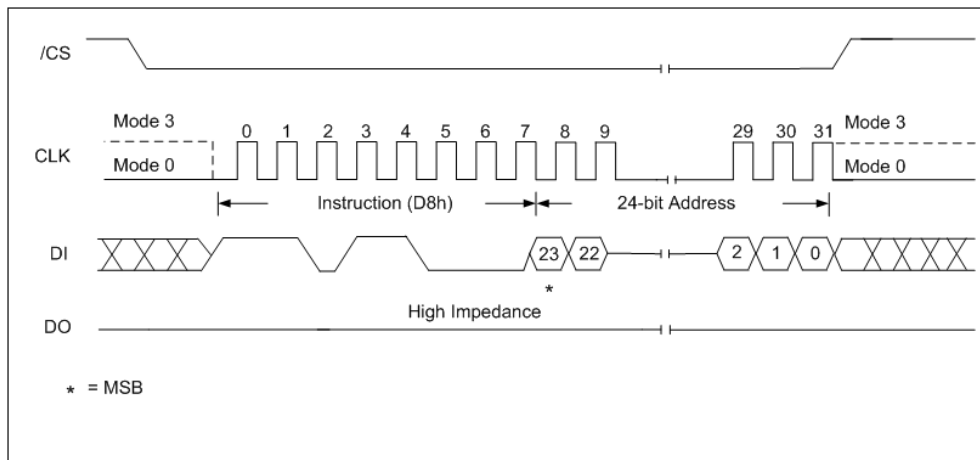 /CS
Mode 3
0 1 2 3 4 5 6 7 8 9 29 30 31 Mode 3
CLK
Mode 0 Mode 0
Instruction (D8h) 24-bit Address
DI 23 22 2 1 0
*
High Impedance
DO
* = MSB